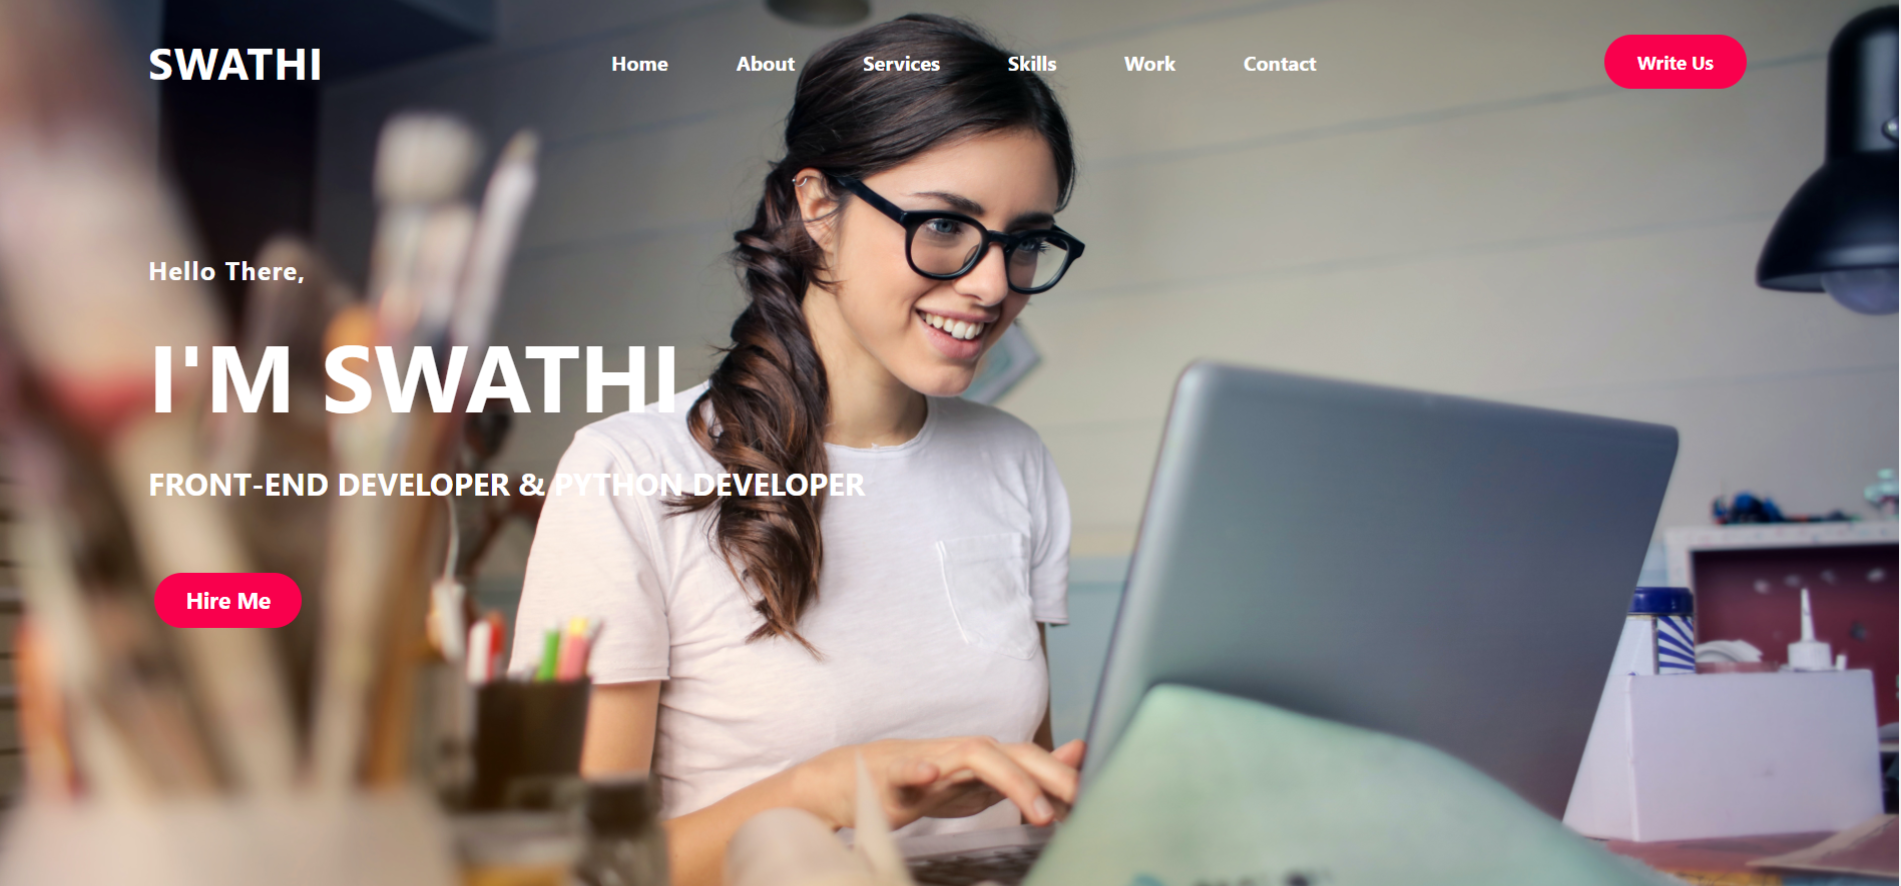 SWATHI
Home About Services Skills Work Contact
Write Us
Hello There,
I'M SWATHI
FRONT-END DEVELOPER & PYTHON DEVELOPER
Hire Me